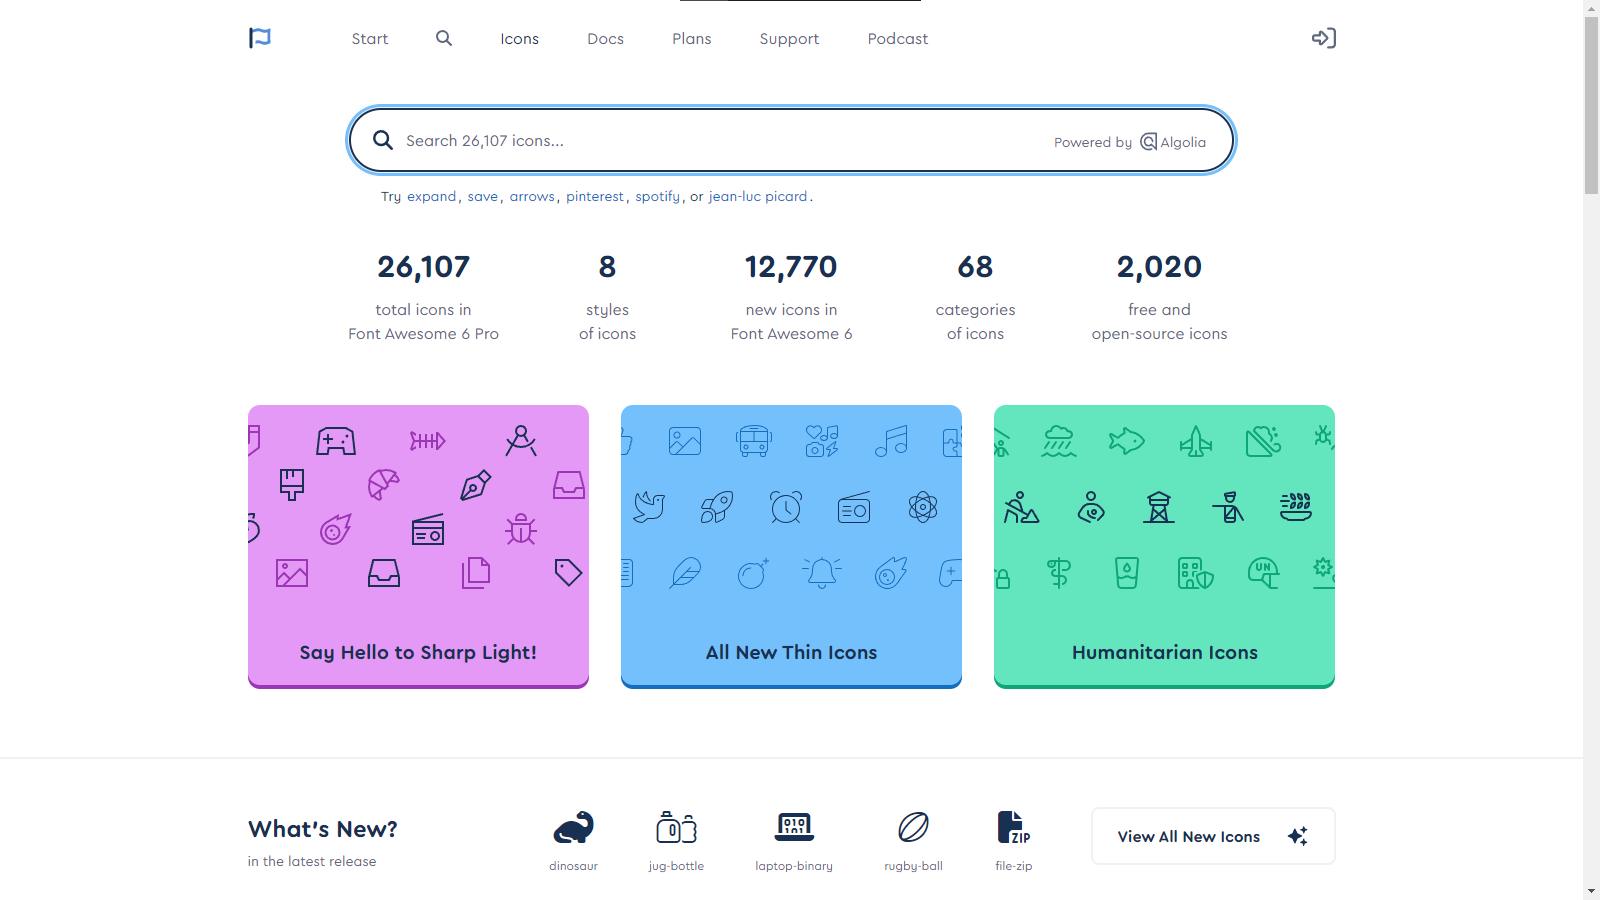 Start
Icons
Docs
Plans
Support
Podcast
Search 26,107 icons...
Powered by Algolia
Try expand, save, arrows, pinterest, spotify, or jean-luc picard.
26,107
total icons in
Font Awesome 6 Pro
8
styles
of icons
12,770
new icons in
Font Awesome 6
68
categories
of icons
2,020
free and
open-source icons
Say Hello to Sharp Light!
All New Thin Icons
UN
Humanitarian Icons
What's New?
in the latest release
dinosaur
jug-bottle
010
101
laptop-binary
rugby-ball
ZIP
file-zip
View All New Icons